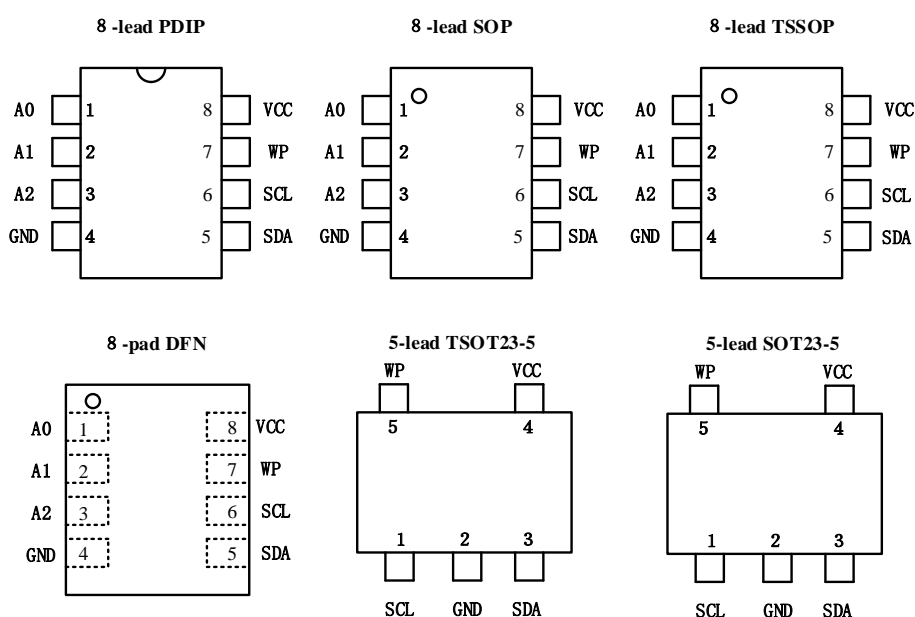 8 -lead PDIP
A0 1 8 VCC
A1 2 7 WP
A2 3 6 SCL
GND 4 5 SDA
8 -lead SOP
A0 1 8 VCC
A1 2 7 WP
A2 3 6 SCL
GND 4 5 SDA
8 -lead TSSOP
A0 1 8 VCC
A1 2 7 WP
A2 3 6 SCL
GND 4 5 SDA
8 -pad DFN
A0 1 8 VCC
A1 2 7 WP
A2 3 6 SCL
GND 4 5 SDA
5-lead TSOT23-5
WP VCC
5 4
1 2 3
SCL GND SDA
5-lead SOT23-5
WP VCC
5 4
1 2 3
SCL GND SDA